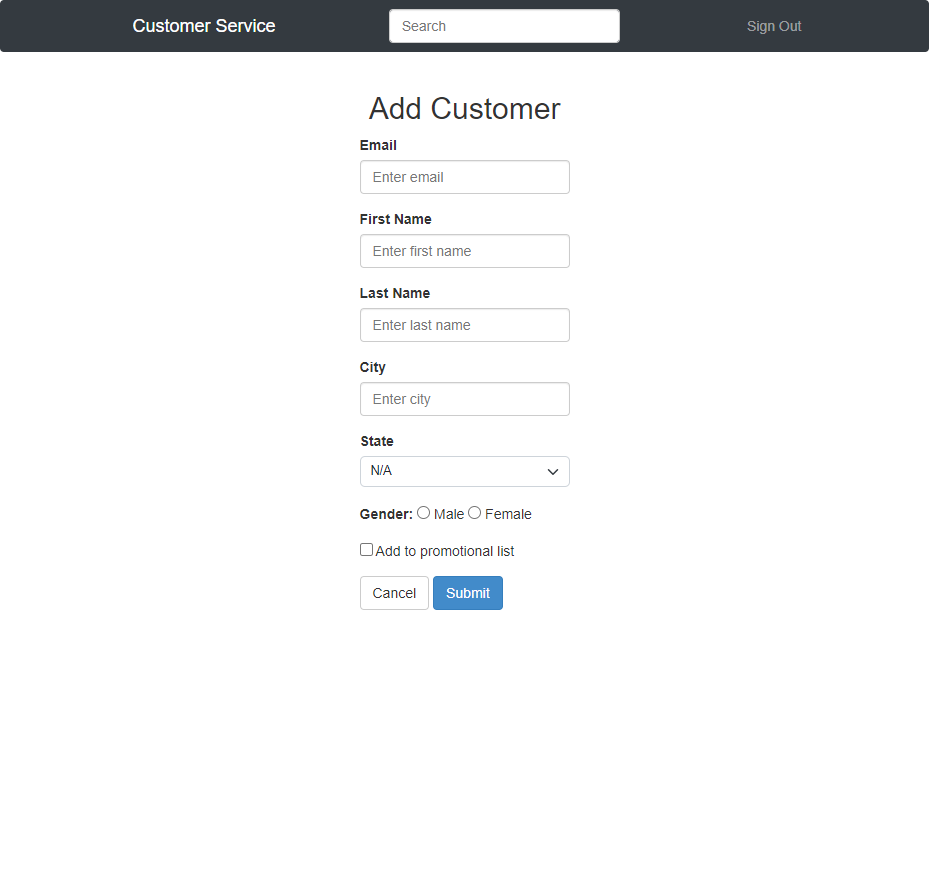 Customer Service Search Sign Out
Add Customer
Email
Enter email
First Name
Enter first name
Last Name
Enter last name
City
Enter city
State
N/A
Gender: Male Female
Add to promotional list
Cancel Submit